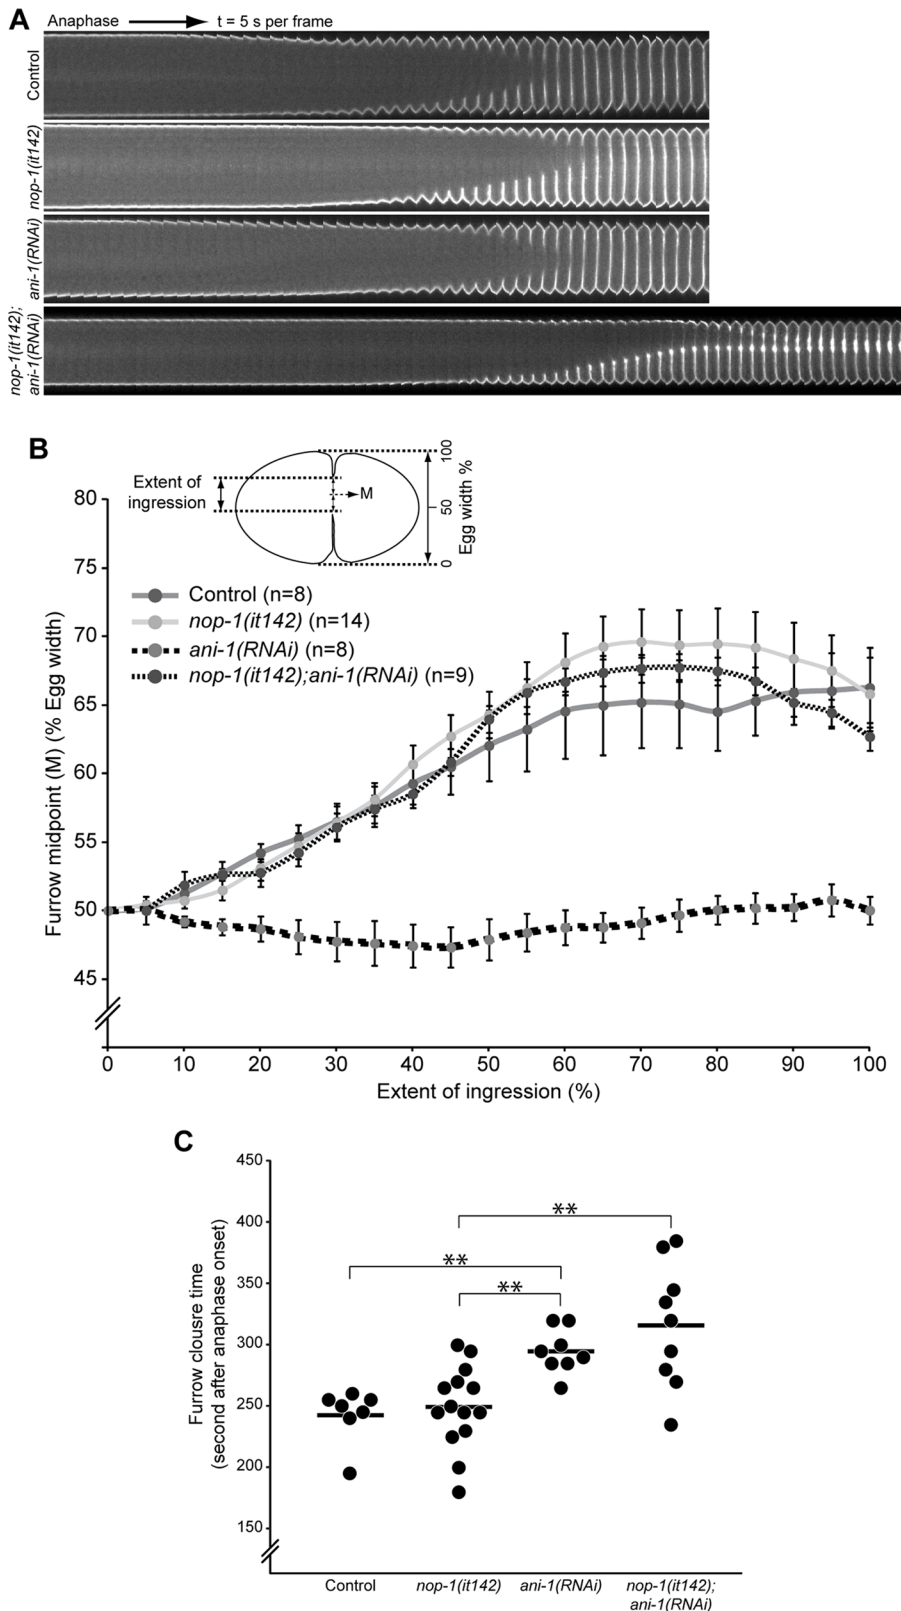 A
Anaphase t = 5 s per frame
Control
nop-1(it142)
ani-1(RNAi)
nop-1(it142);
ani-1(RNAi)
B
Extent of
ingression
M
100
50
0
Egg width %
80
75
70
65
60
55
50
45
Furrow midpoint (M) (% Egg width)
Control (n=8)
nop-1(it142) (n=14)
ani-1(RNAi) (n=8)
nop-1(it142);ani-1(RNAi) (n=9)
0 10 20 30 40 50 60 70 80 90 100
Extent of ingression (%)
C
450
400
350
300
250
200
150
Furrow clousre time
(second after anaphase onset)
**
**
**
Control nop-1(it142) ani-1(RNAi) nop-1(it142);
ani-1(RNAi)